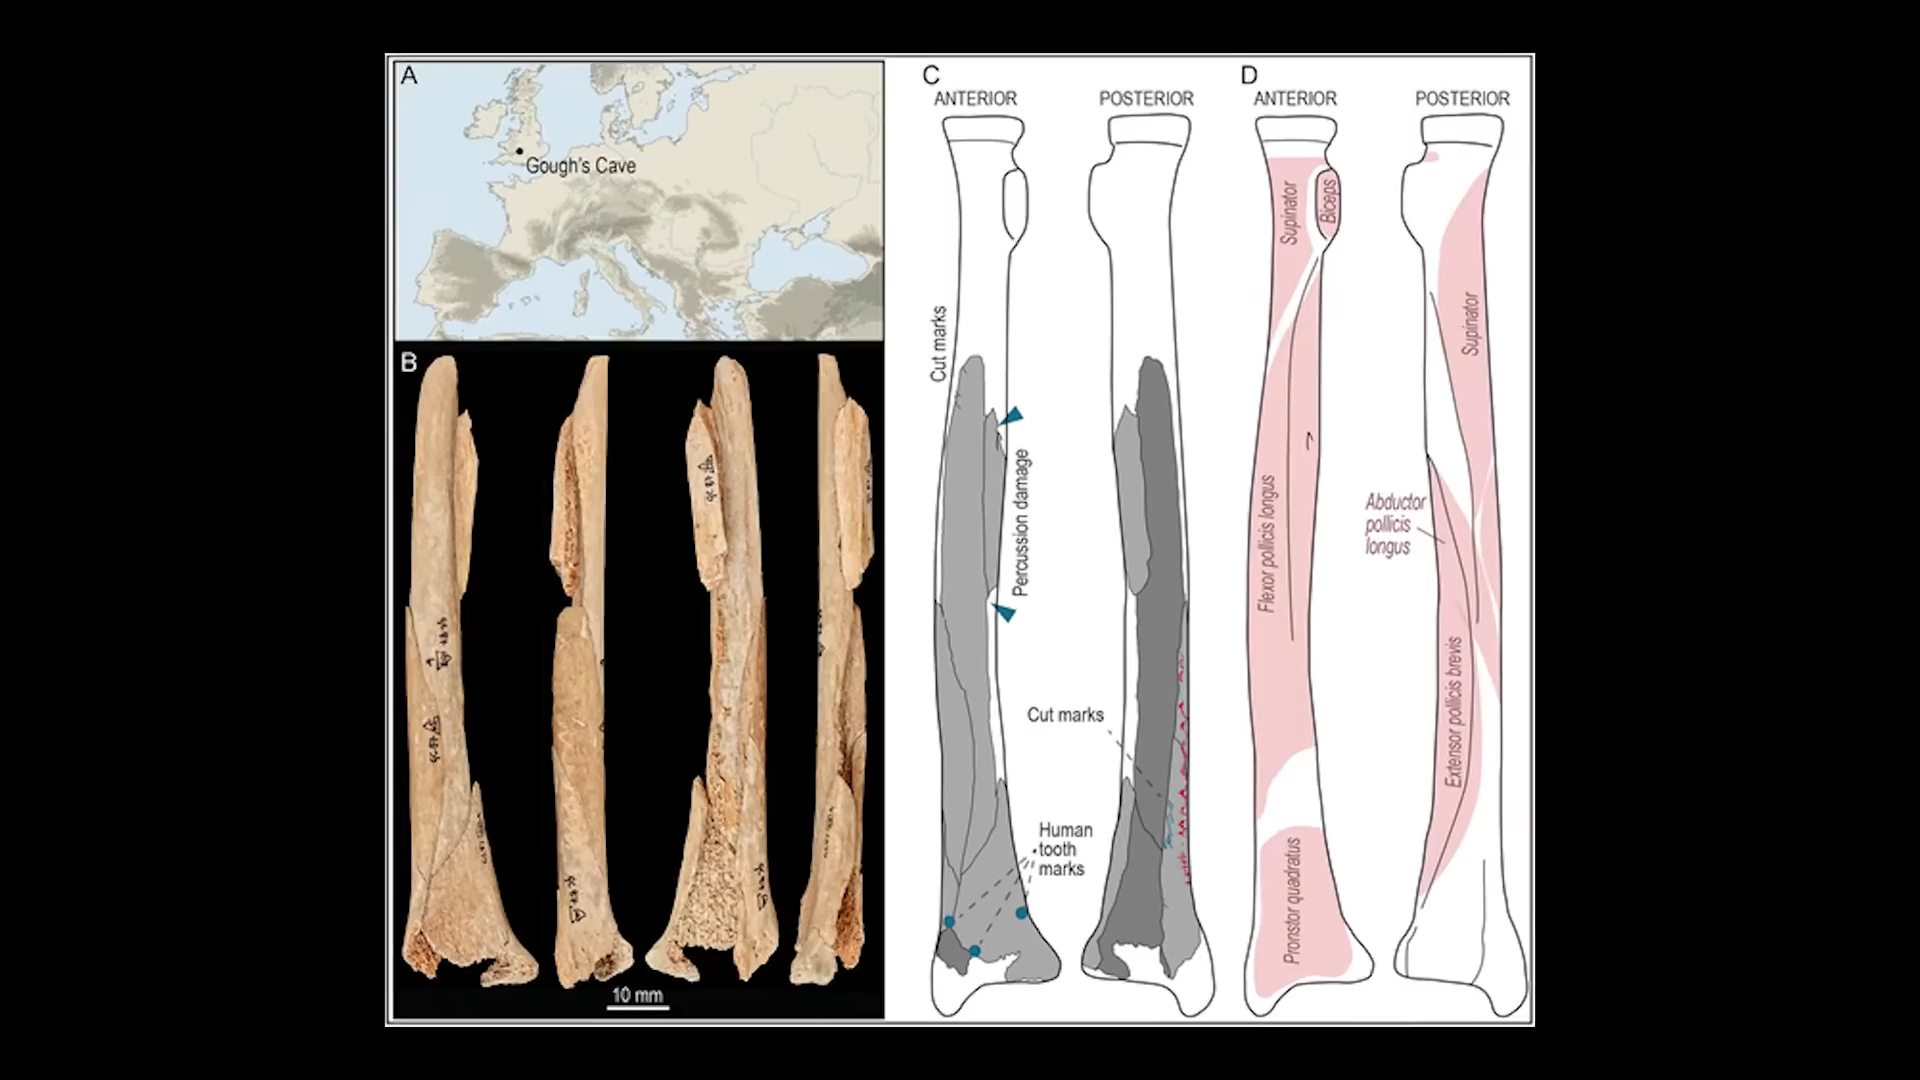 A
Gough's Cave
B
10 mm
C
ANTERIOR
POSTERIOR
Cut marks
Percussion damage
Cut marks
Human
tooth
marks
D
ANTERIOR
POSTERIOR
Supinator
Biceps
Supinator
Flexor pollicis longus
Abductor
pollicis
longus
Extensor pollicis brevis
Pronstor quadratus